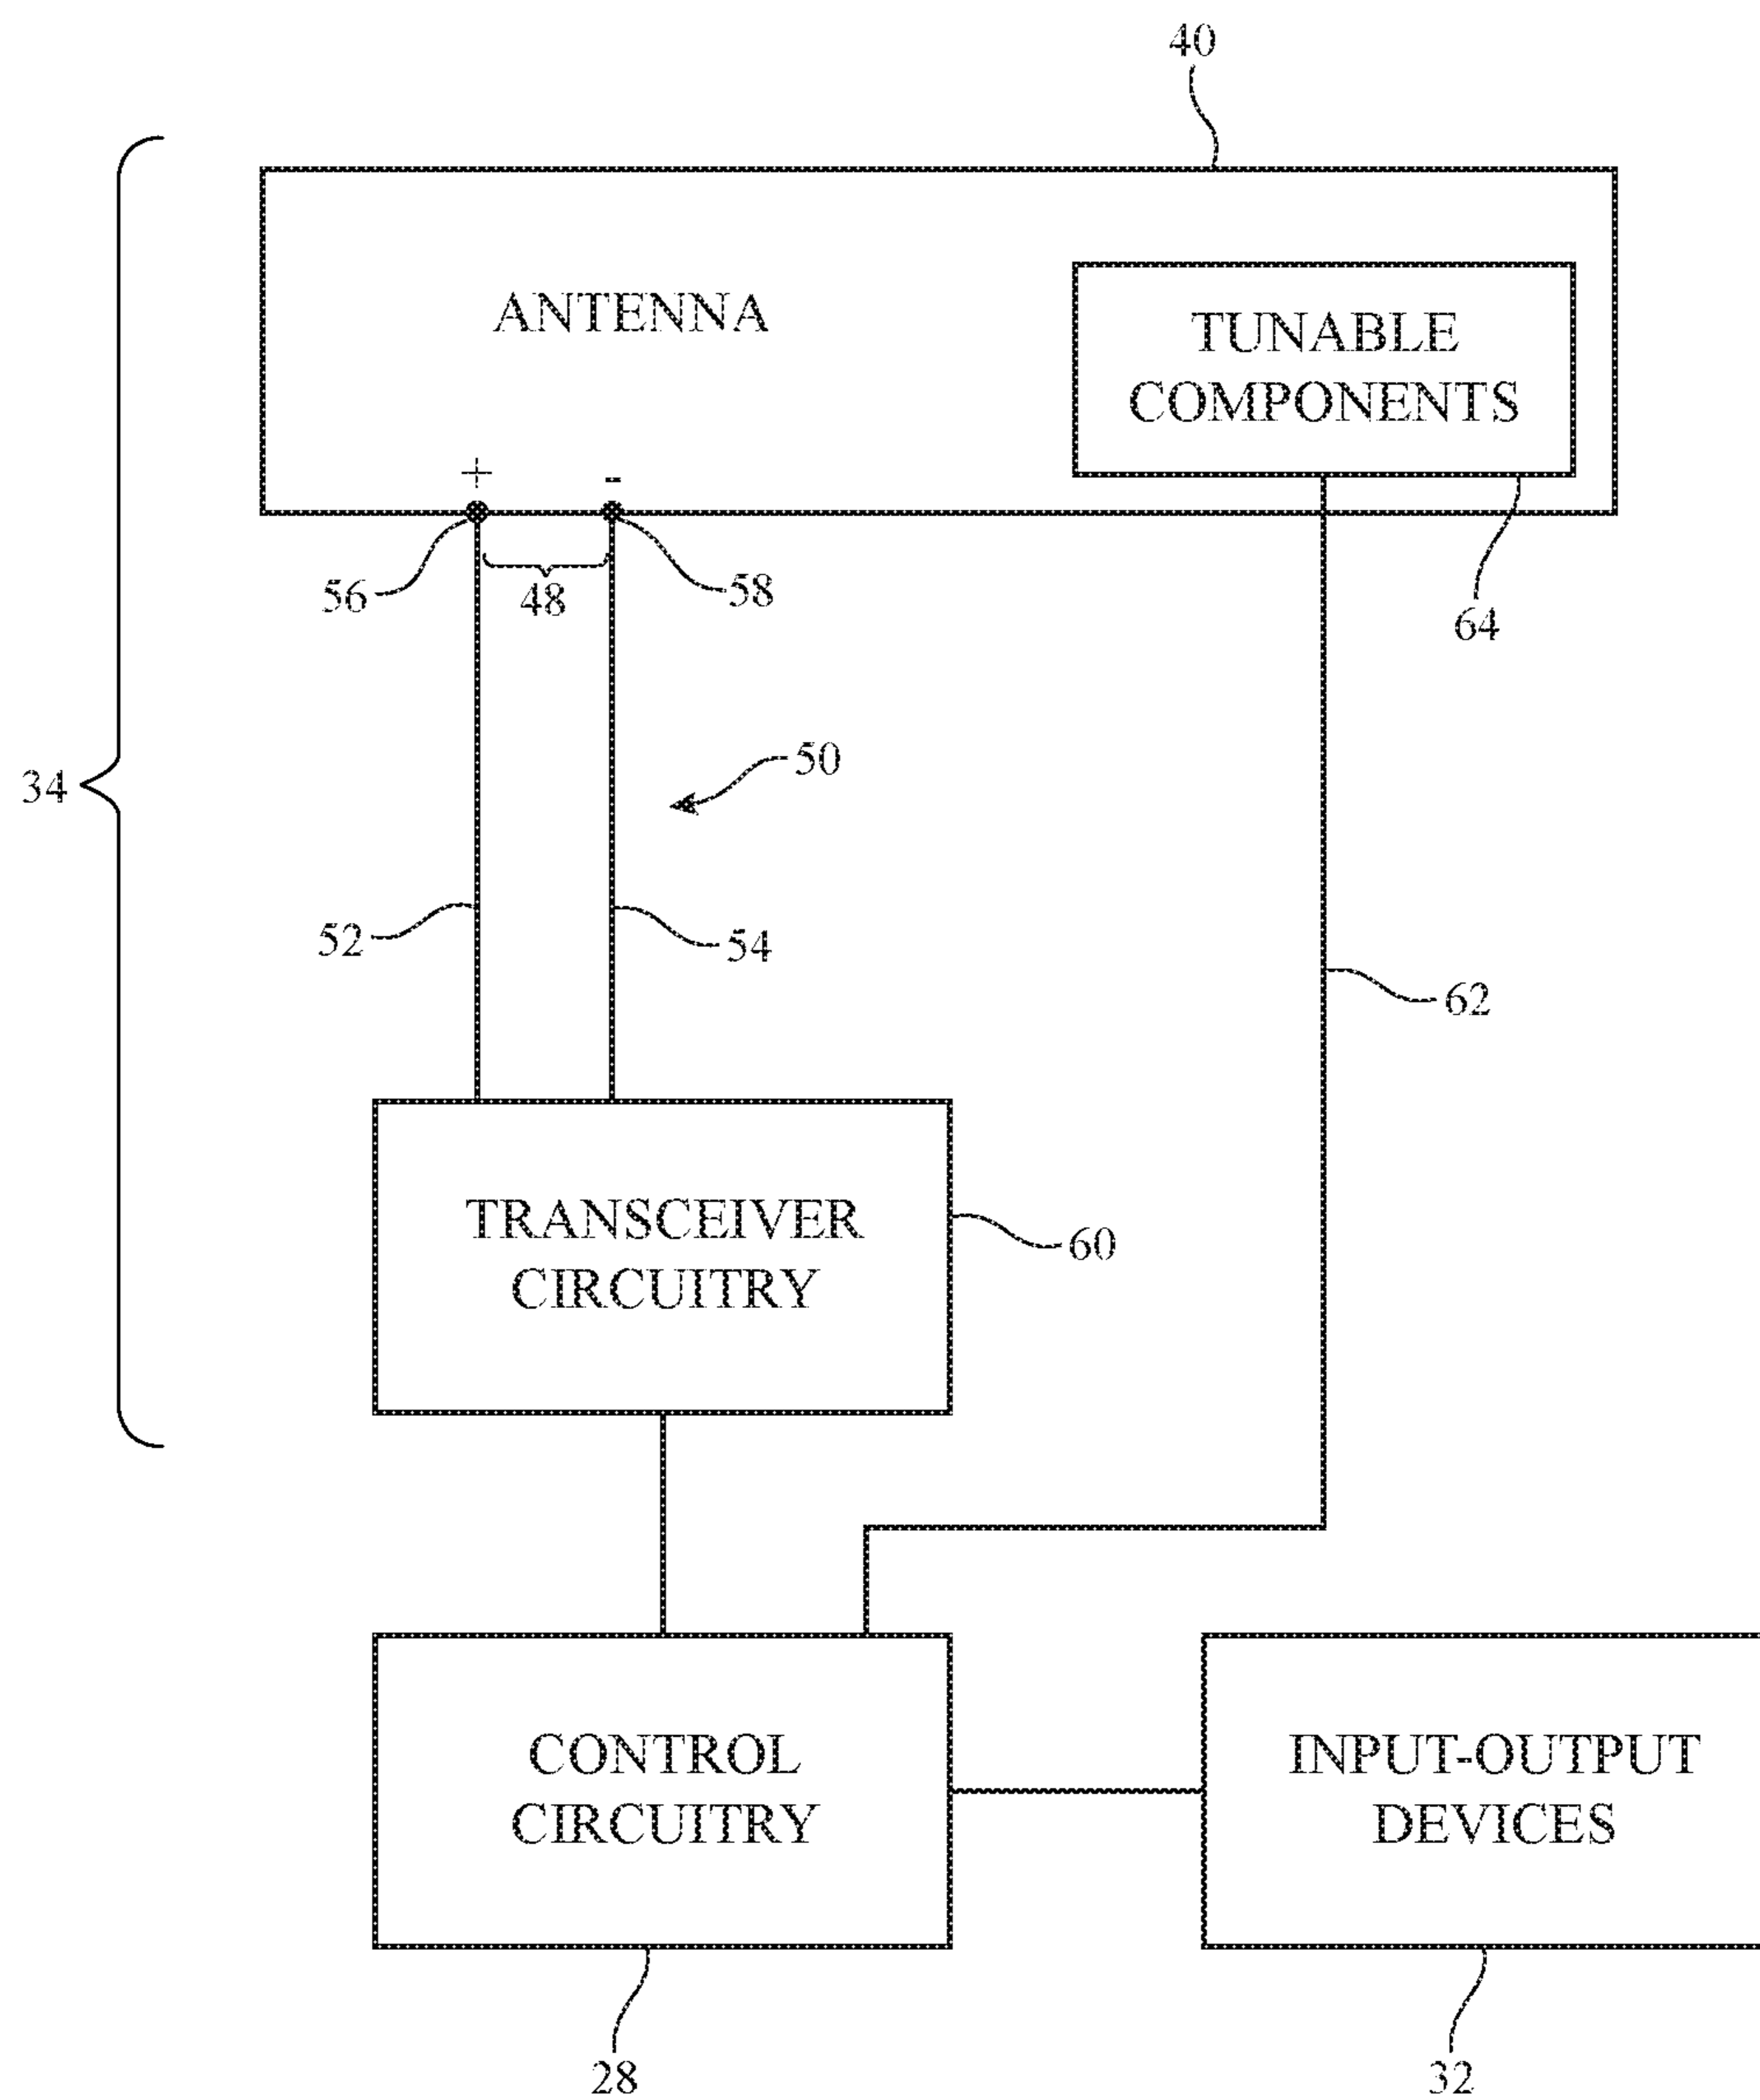 40
ANTENNA
TUNABLE
COMPONENTS
+
-
56
48
58
64
34
50
52
54
62
TRANSCEIVER
CIRCUITRY
60
CONTROL
CIRCUITRY
INPUT-OUTPUT
DEVICES
28
32